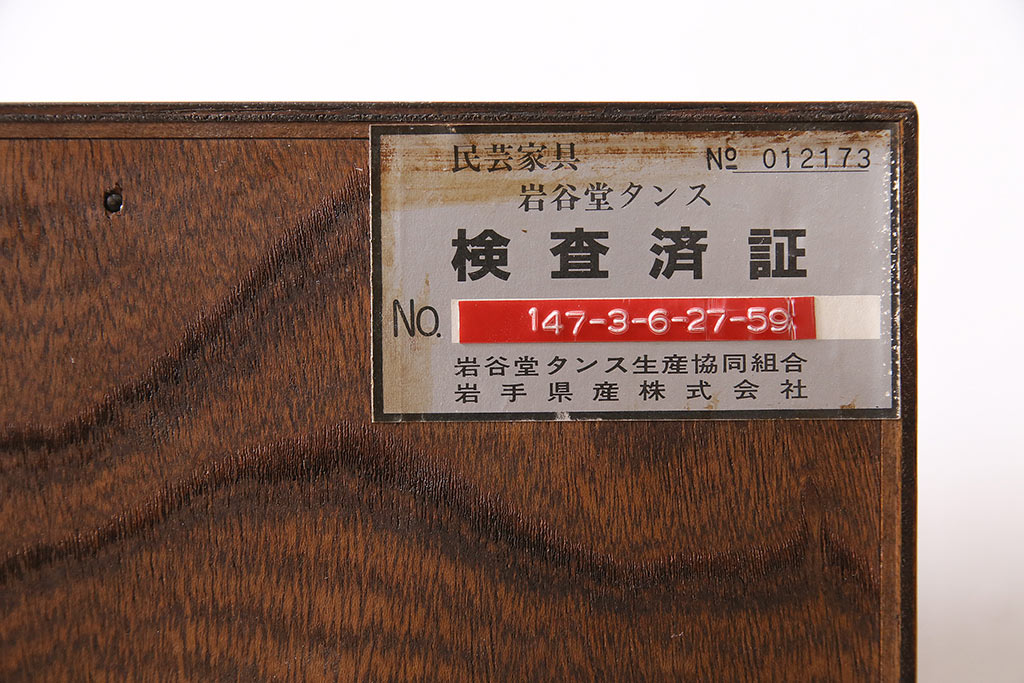 民芸家具 Nº 012173
岩谷堂タンス
検査済証
No. 147-3-6-27-59
岩谷堂タンス生産協同組合
岩手県産株式会社